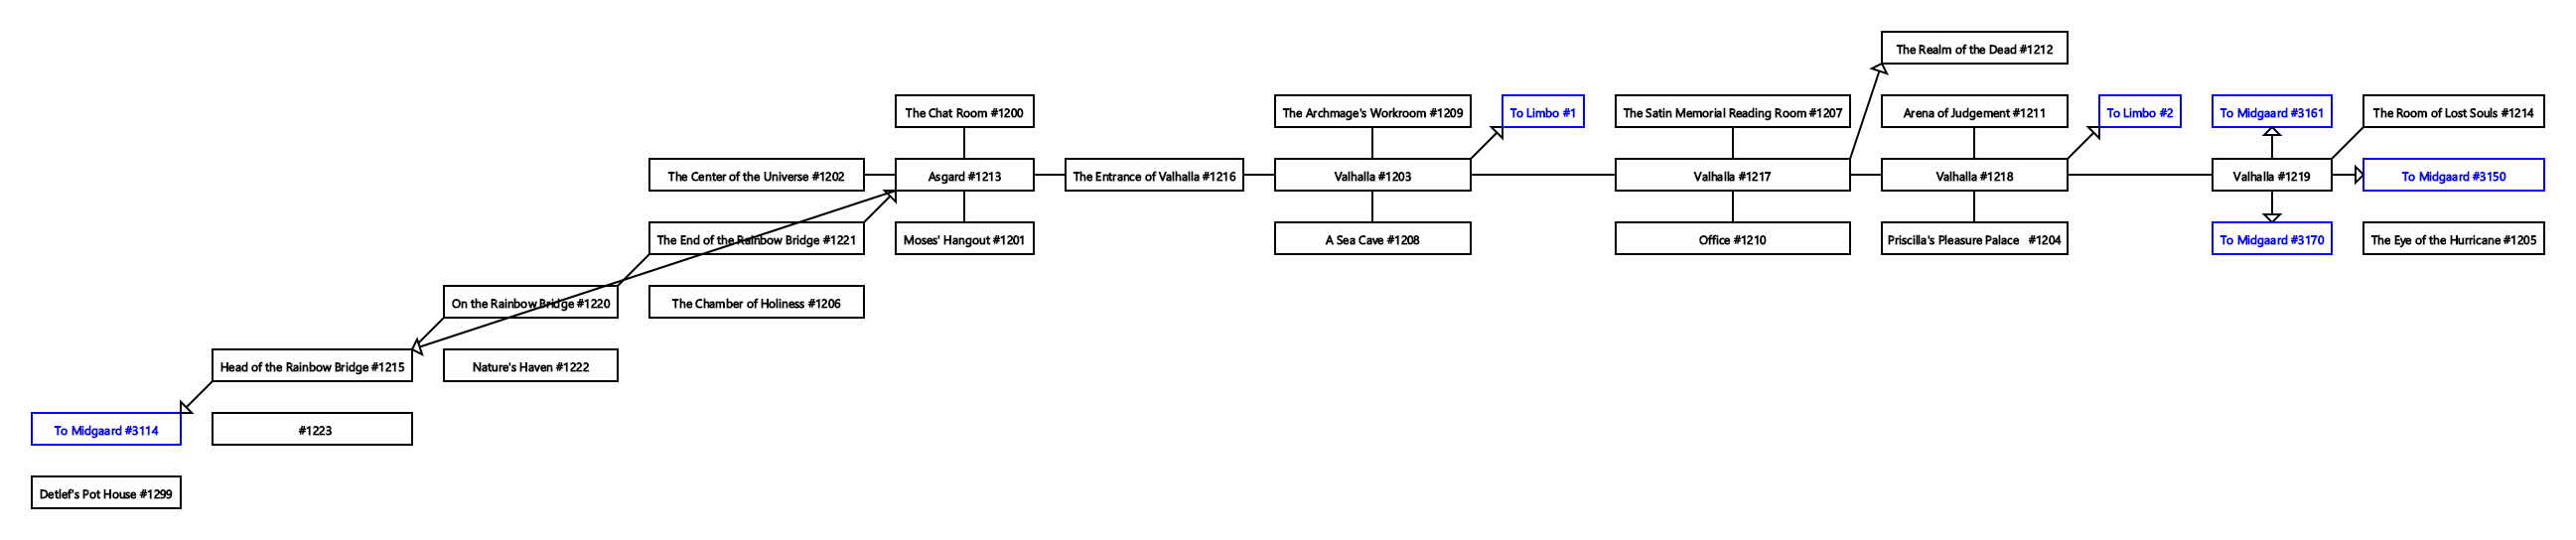 The Realm of the Dead #1212
The Chat Room #1200
The Archmage's Workroom #1209
To Limbo #1
The Satin Memorial Reading Room #1207
Arena of Judgement #1211
To Limbo #2
To Midgaard #3161
The Room of Lost Souls #1214
The Center of the Universe #1202
Asgard #1213
The Entrance of Valhalla #1216
Valhalla #1203
Valhalla #1217
Valhalla #1218
Valhalla #1219
To Midgaard #3150
The End of the Rainbow Bridge #1221
Moses' Hangout #1201
A Sea Cave #1208
Office #1210
Priscilla's Pleasure Palace #1204
To Midgaard #3170
The Eye of the Hurricane #1205
On the Rainbow Bridge #1220
The Chamber of Holiness #1206
Head of the Rainbow Bridge #1215
Nature's Haven #1222
To Midgaard #3114
#1223
Detlef's Pot House #1299